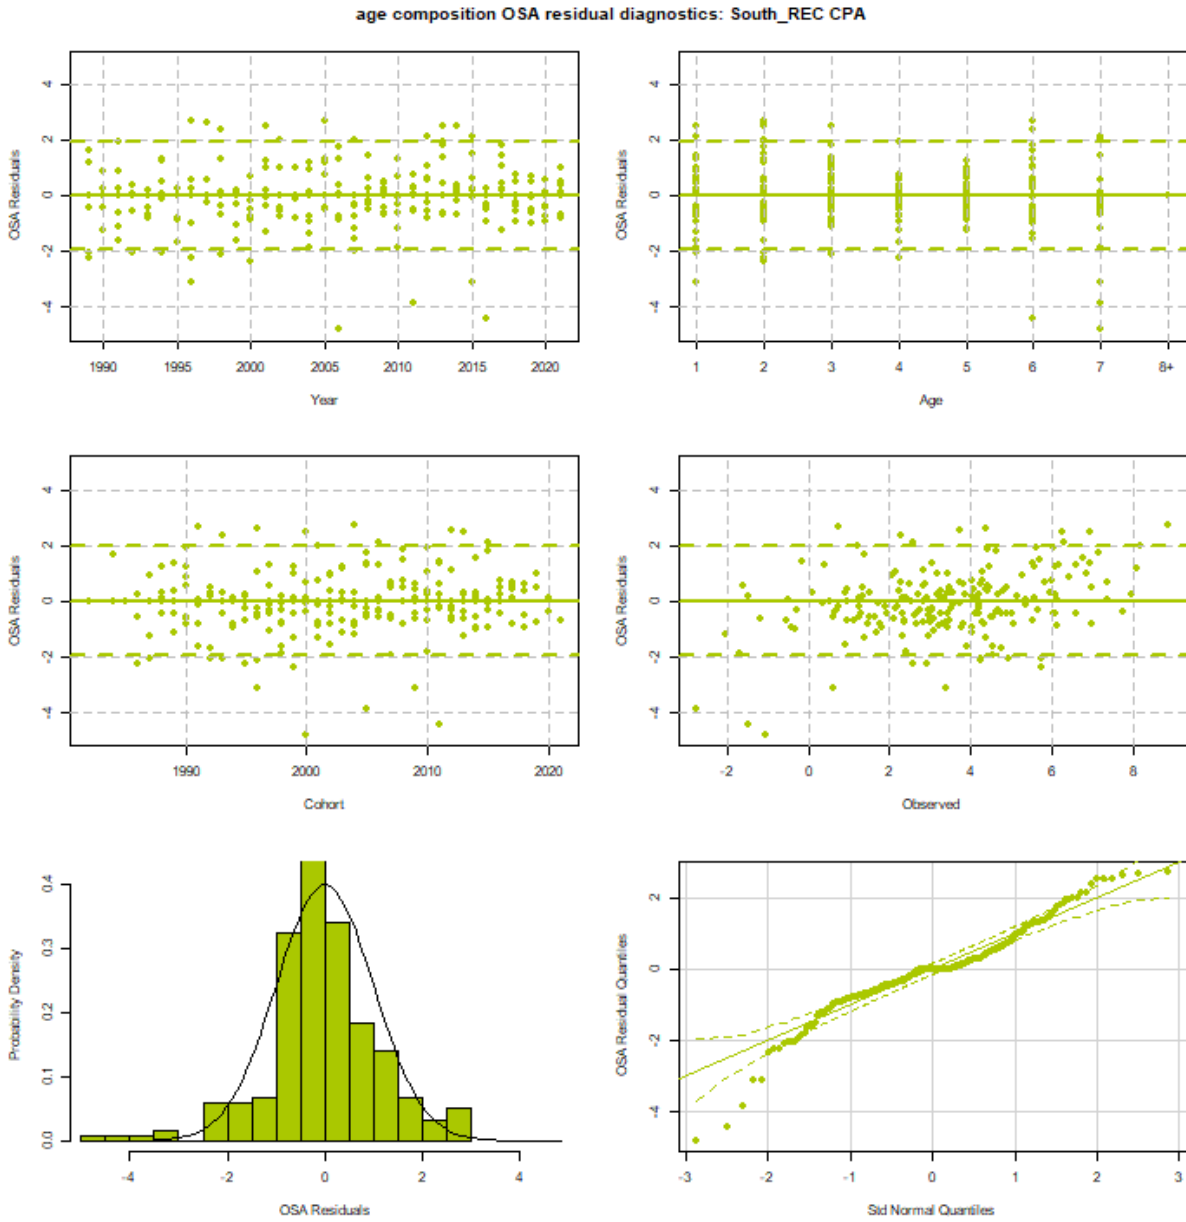 age composition OSA residual diagnostics: South_REC CPA
4
2
0
-2
-4
OSA Residuals
1990 1995 2000 2005 2010 2015 2020
Year
4
2
0
-2
-4
OSA Residuals
1 2 3 4 5 6 7 8+
Age
4
2
0
-2
-4
OSA Residuals
1990 2000 2010 2020
Cohort
4
2
0
-2
-4
OSA Residuals
-2 0 2 4 6 8
Observed
0.4
0.3
0.2
0.1
0.0
Probability Density
-4 -2 0 2 4
OSA Residuals
2
0
-2
-4
OSA Residual Quantiles
-3 -2 -1 0 1 2 3
Std Normal Quantiles